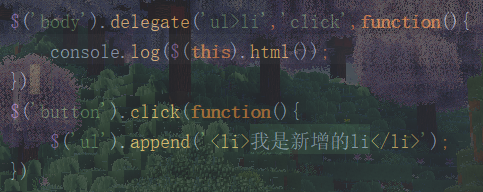 $('body').delegate('ul>li','click',function(){
console.log($(this).html());
})
$('button').click(function(){
$('ul').append('<li>我是新增的li</li>');
})